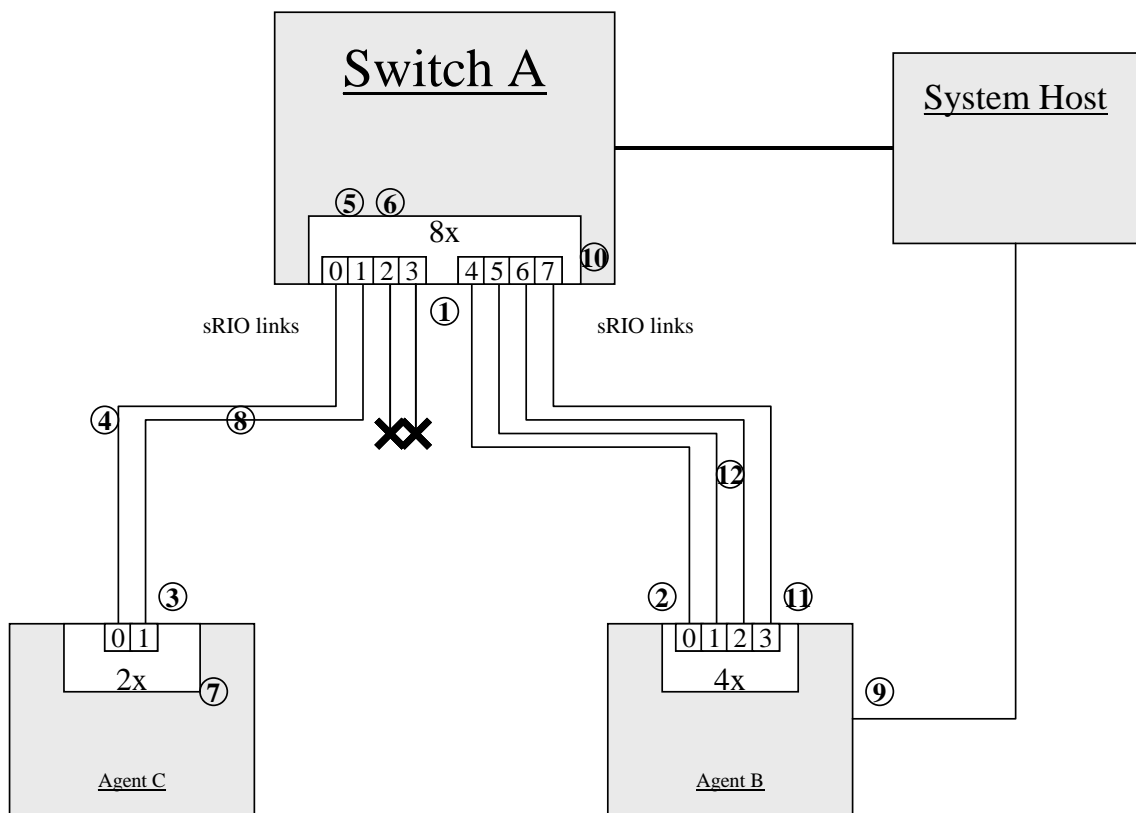 Switch A
System Host
5 6
8x
10
0 1 2 3 4 5 6 7
1
sRIO links sRIO links
4 8
12
3 2 11
0 1 0 1 2 3
2x 4x
7 9
Agent C Agent B